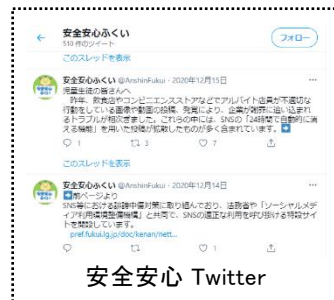 安全安心ふくい
510 件のツイート
フォロー
このスレッドを表示
安全安心ふくい @AnshinFukui・2020年12月15日
児童生徒の皆さんへ
昨年、飲食店やコンビニエンスストアなどでアルバイト店員が不適切な
行動をしている画像や動画の投稿、発覚により、企業が謝罪に追い込まれ
るトラブルが相次ぎました。これらの中には、SNSの「24時間で自動的に消
える機能」を用いた投稿が拡散したものが多く含まれています。➡
1 3 7
このスレッドを表示
安全安心ふくい @AnshinFukui・2020年12月14日
➡前ページより
SNS等における誹謗中傷対策に取り組んでおり、法務省や「ソーシャルメデ
ィア利用環境整備機構」と共同で、SNSの適正な利用を呼び掛ける特設サイ
トを開設しています。
pref.fukui.lg.jp/doc/kenan/nett...
1
安全安心 Twitter